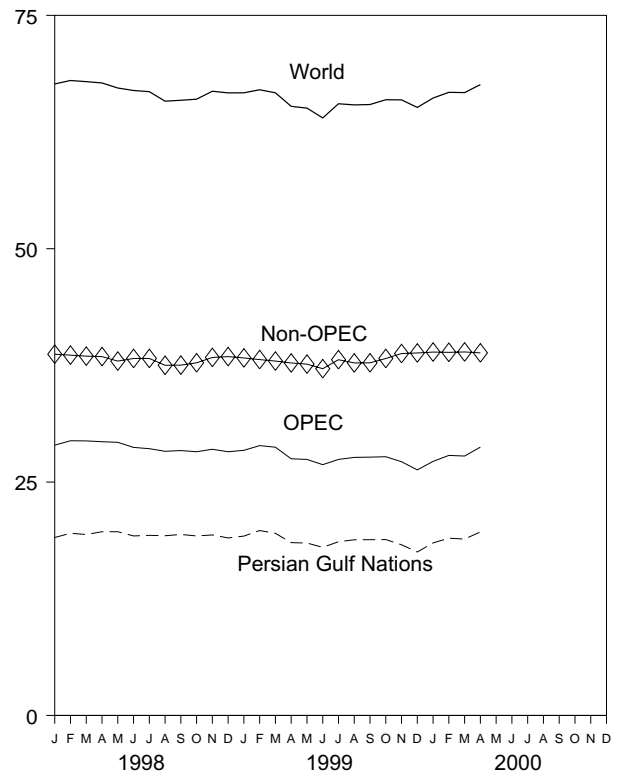 75
World
50
Non-OPEC
OPEC
25
Persian Gulf Nations
0
J F M A M J J A S O N D J F M A M J J A S O N D J F M A M J J A S O N D
1998 1999 2000